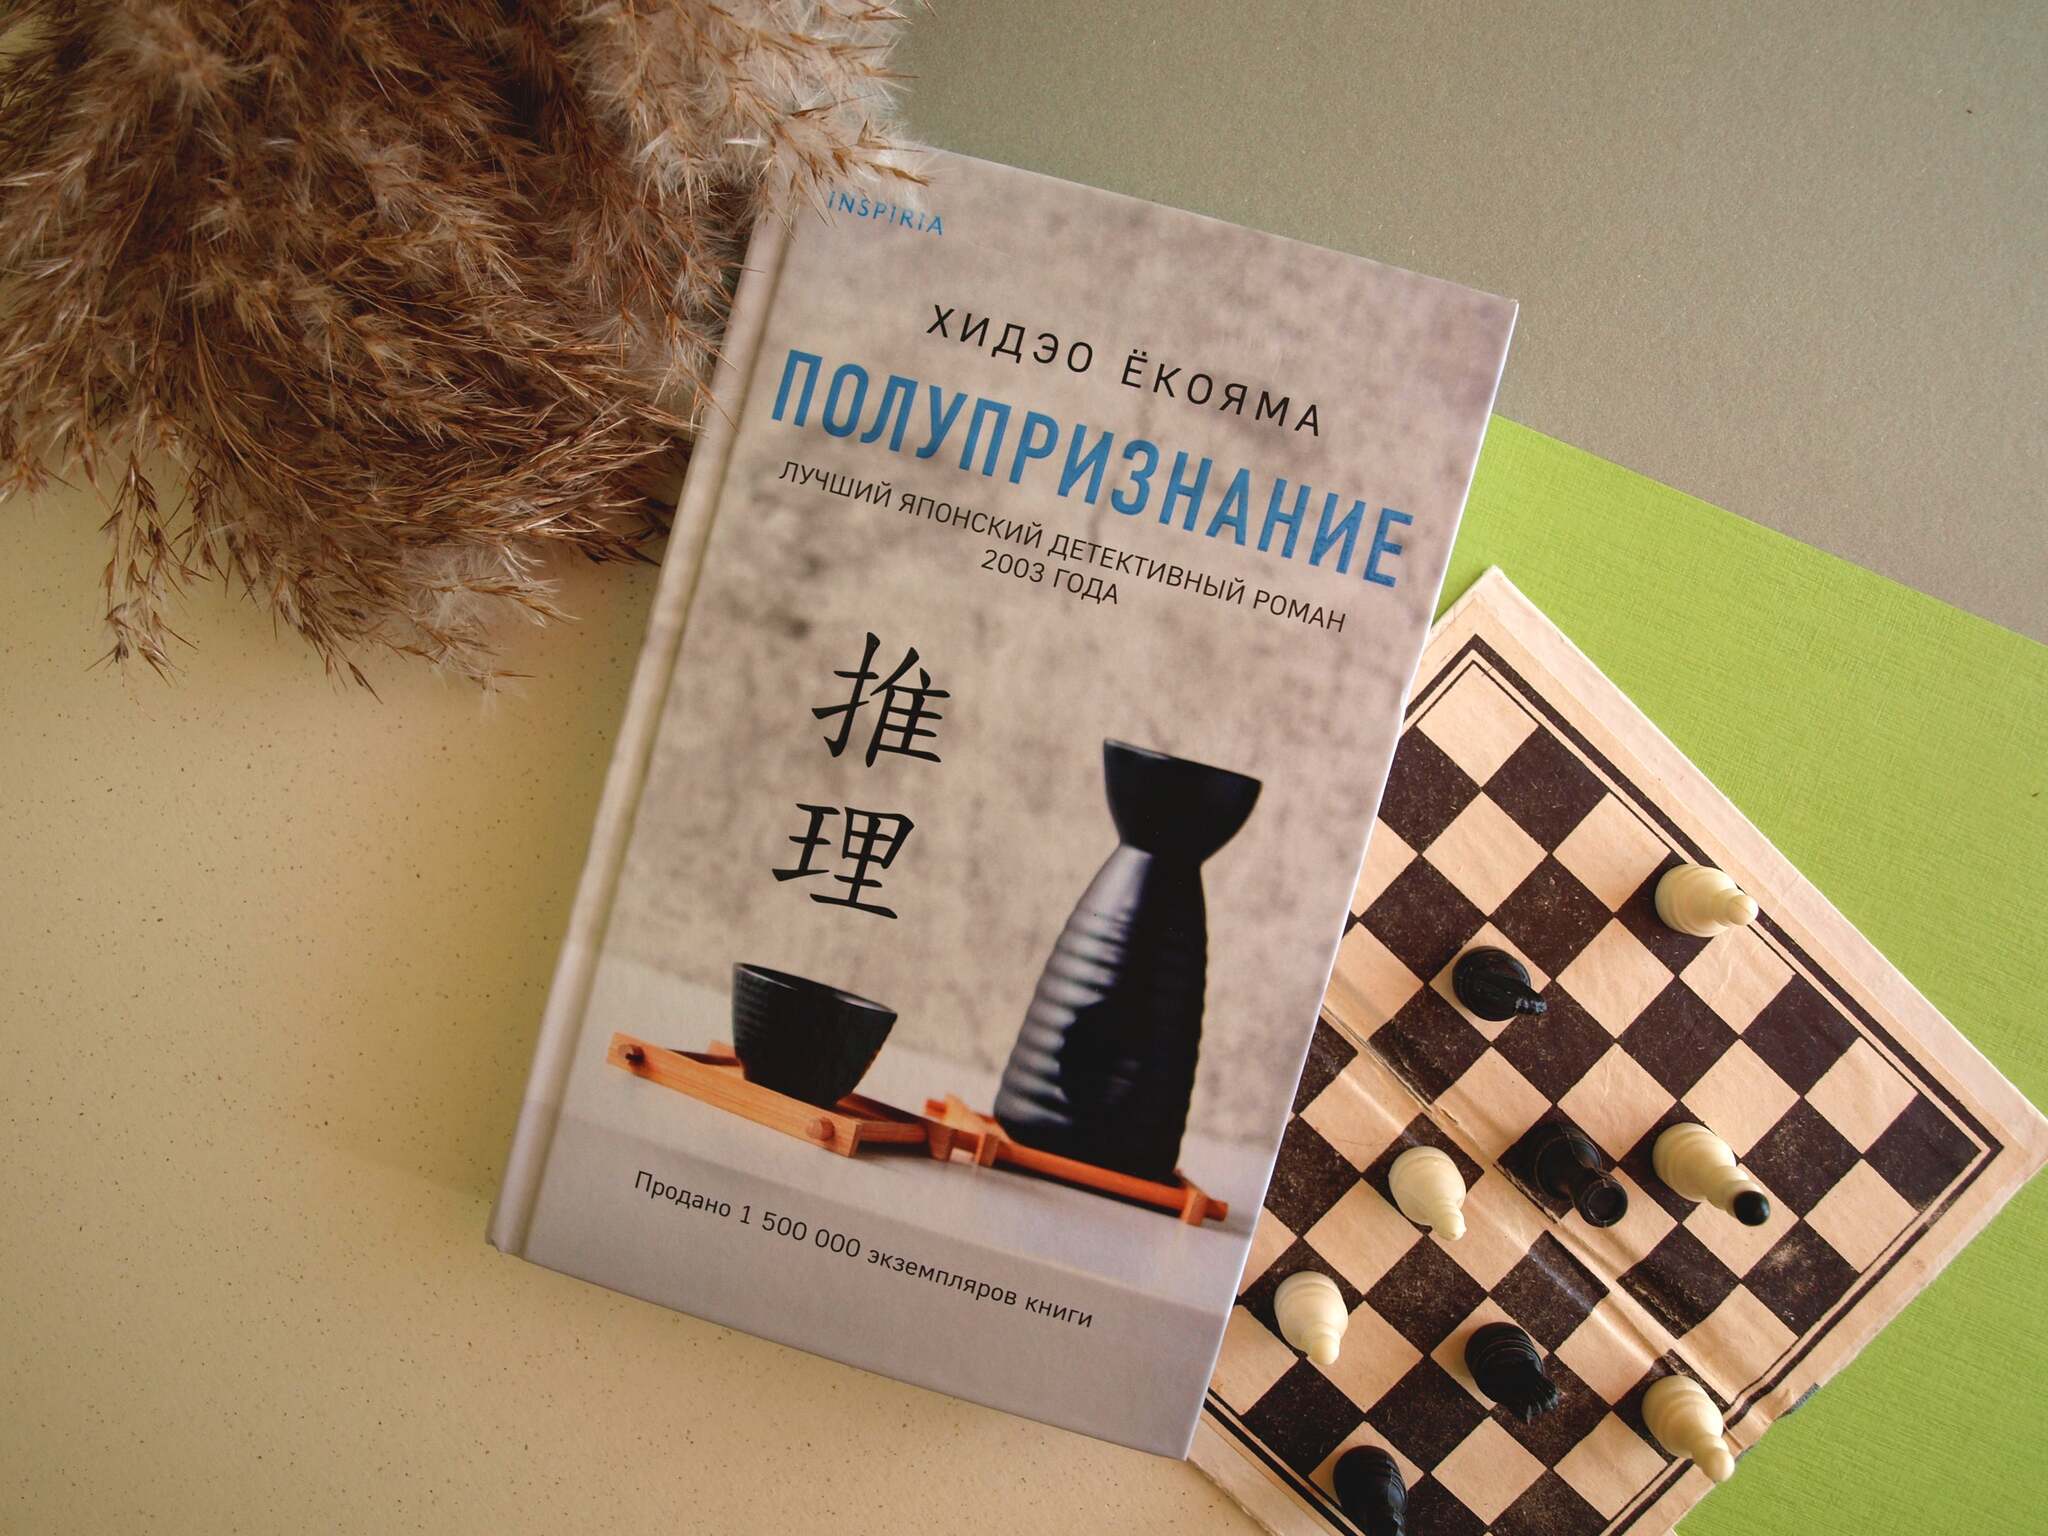 INSPIRIA
ХИДЭО ЁКОЯМА
ПОЛУПРИЗНАНИЕ
ЛУЧШИЙ ЯПОНСКИЙ ДЕТЕКТИВНЫЙ РОМАН
2003 ГОДА
推
理
Продано 1 500 000 экземпляров книги